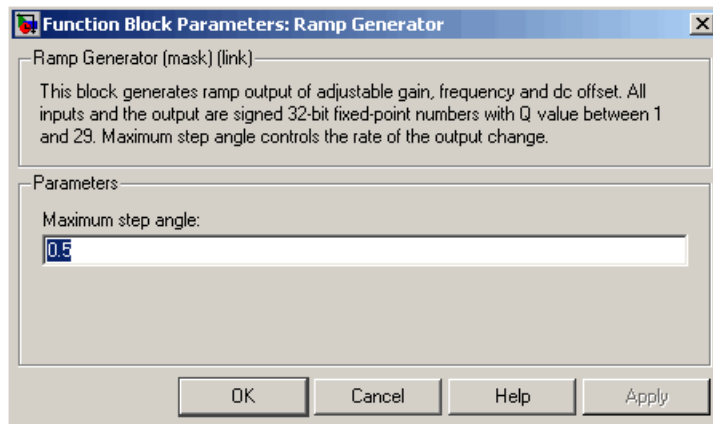 Function Block Parameters: Ramp Generator
Ramp Generator (mask) (link)
This block generates ramp output of adjustable gain, frequency and dc offset. All
inputs and the output are signed 32-bit fixed-point numbers with Q value between 1
and 29. Maximum step angle controls the rate of the output change.
Parameters
Maximum step angle:
0.5
OK Cancel Help Apply